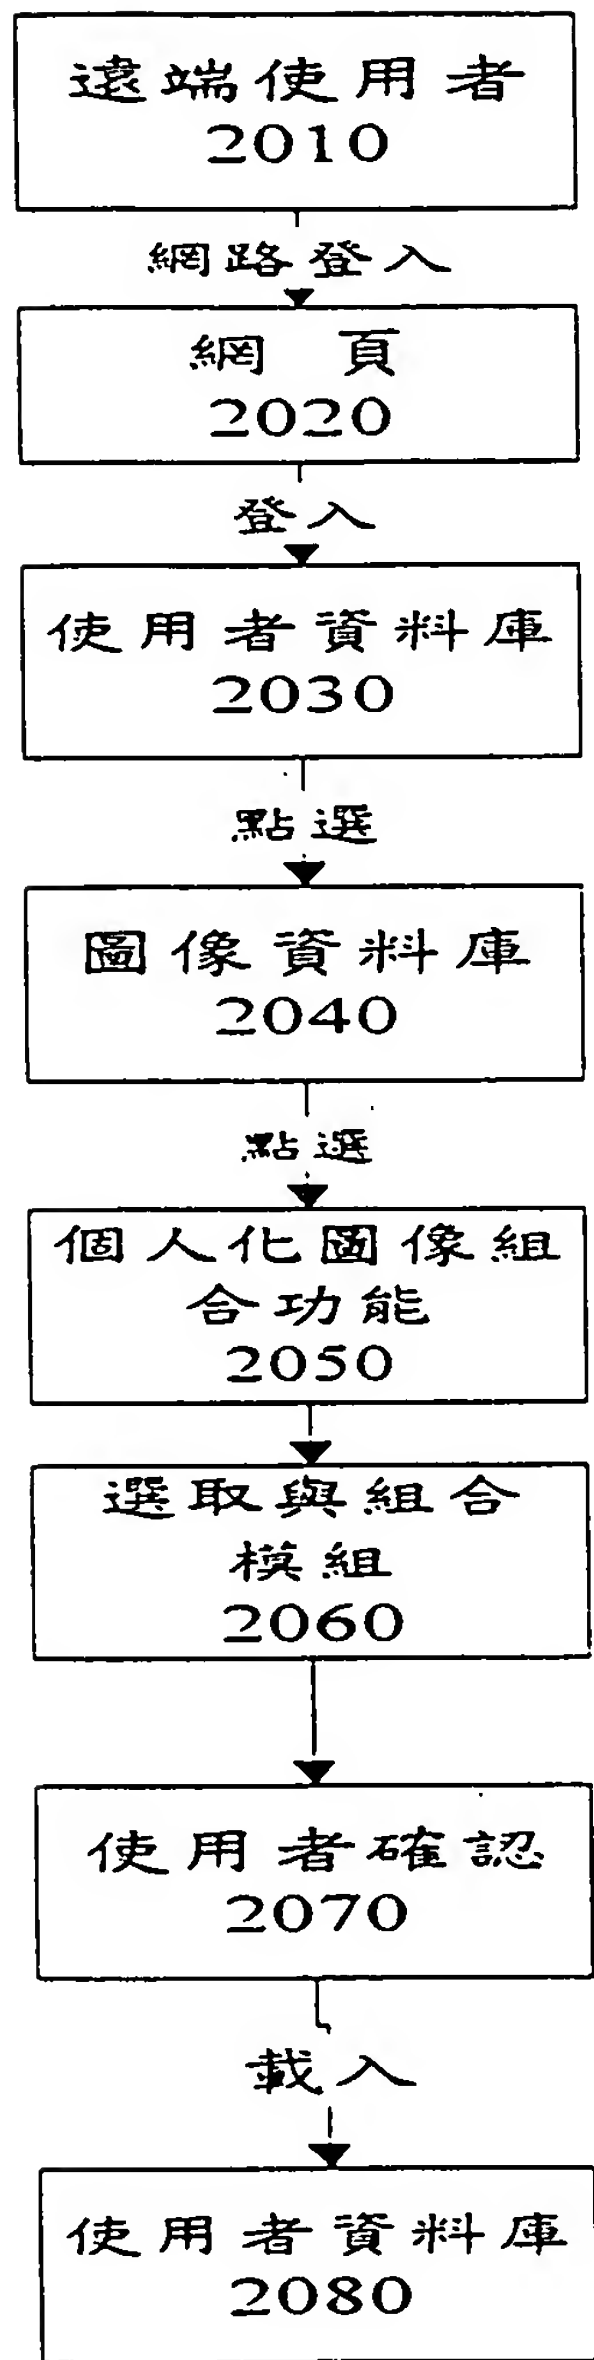 遠端使用者
2010
網路登入
網 頁
2020
登入
使用者資料庫
2030
點選
圖像資料庫
2040
點選
個人化圖像組
合功能
2050
選取與組合
模組
2060
使用者確認
2070
載入
使用者資料庫
2080